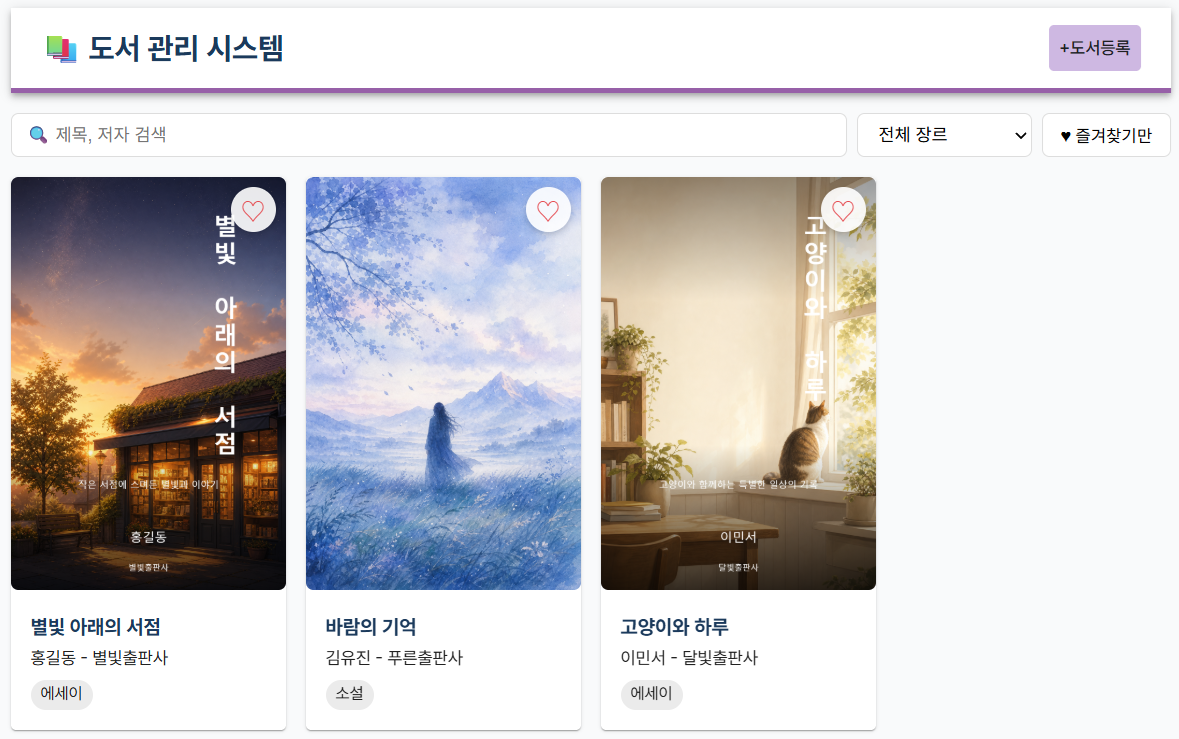 도서 관리 시스템
+도서등록
제목, 저자 검색
전체 장르
♥ 즐겨찾기만
별빛 아래의 서점
작은 서점에 스며든 별빛과 이야기
홍길동
별빛출판사
고양이와 하루
고양이와 함께하는 특별한 일상의 기록
이민서
달빛출판사
별빛 아래의 서점
홍길동 - 별빛출판사
에세이
바람의 기억
김유진 - 푸른출판사
소설
고양이와 하루
이민서 - 달빛출판사
에세이